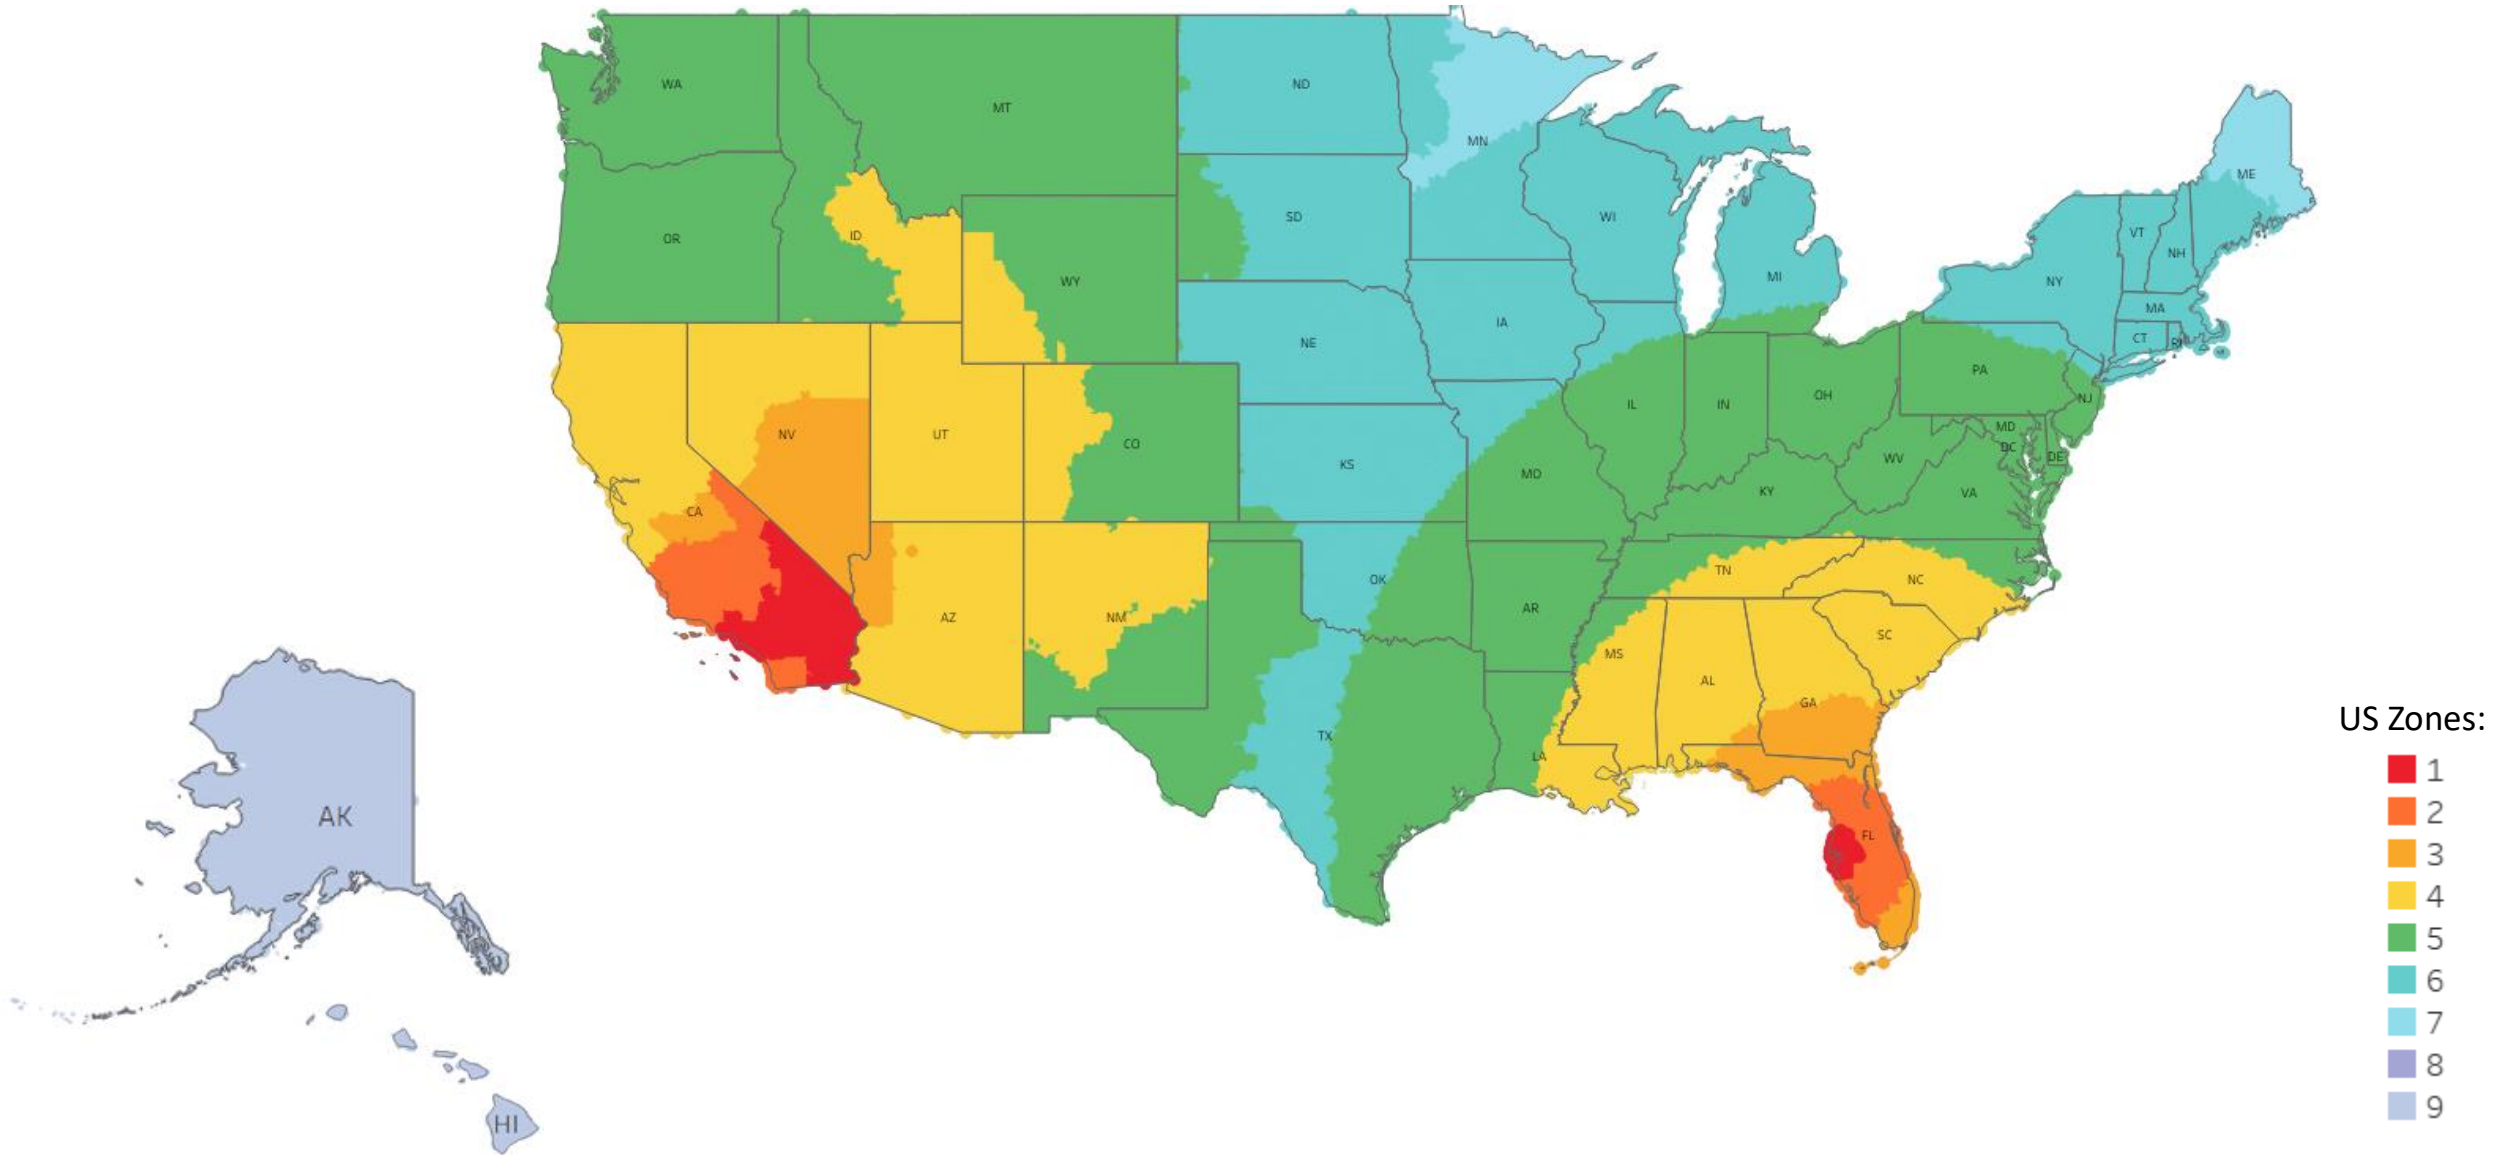 WA
MT
ND
MN
ME
OR
ID
WY
SD
WI
MI
NY
VT
NH
MA
CT
RI
NE
IA
PA
NJ
NV
UT
CO
KS
MO
IL
IN
OH
WV
MD
DC
DE
VA
KY
CA
AZ
NM
OK
AR
TN
NC
SC
MS
AL
GA
TX
LA
FL
AK
HI
US Zones:
1
2
3
4
5
6
7
8
9